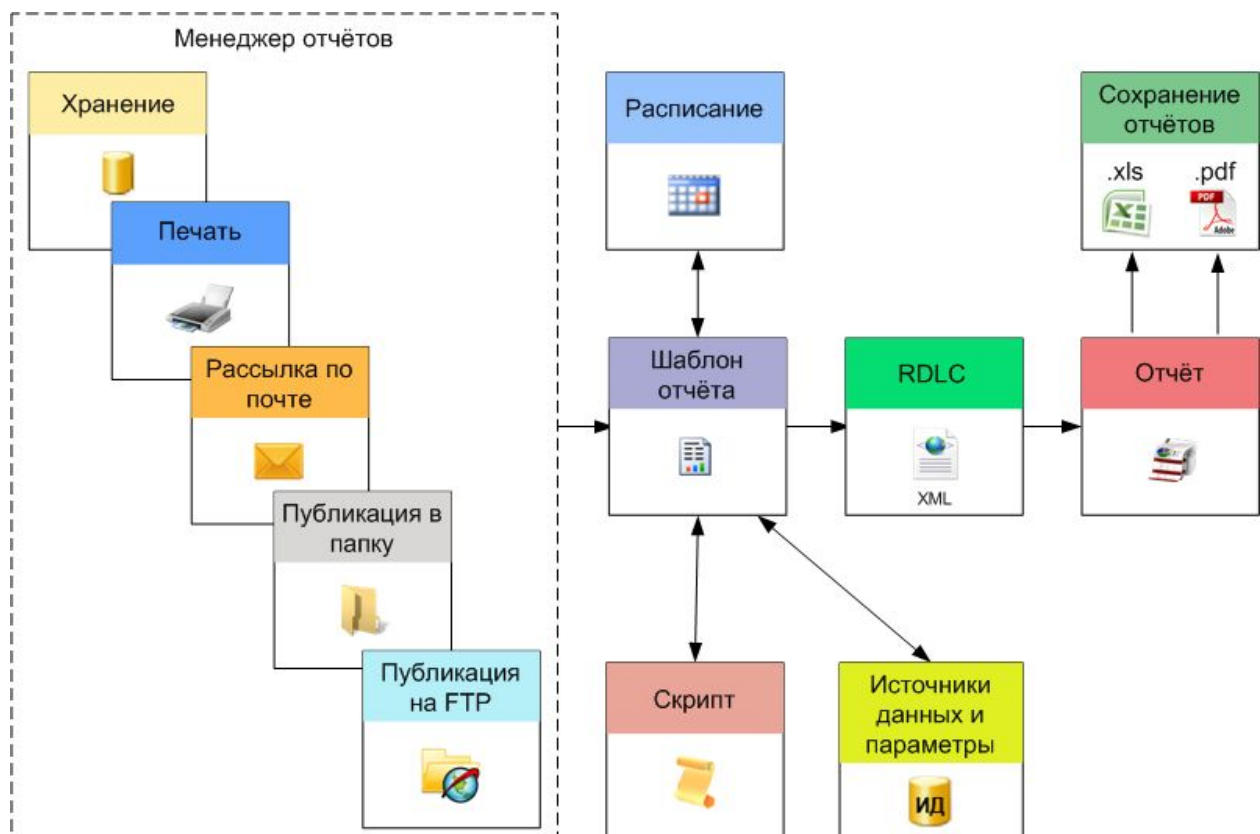 Менеджер отчётов
Хранение
Печать
Рассылка по
почте
Публикация в
папку
Публикация
на FTP
Расписание
Шаблон
отчёта
Скрипт
RDLC
XML
Источники
данных и
параметры
ИД
Сохранение
отчётов
.xls
.pdf
PDF
Adobe
Отчёт